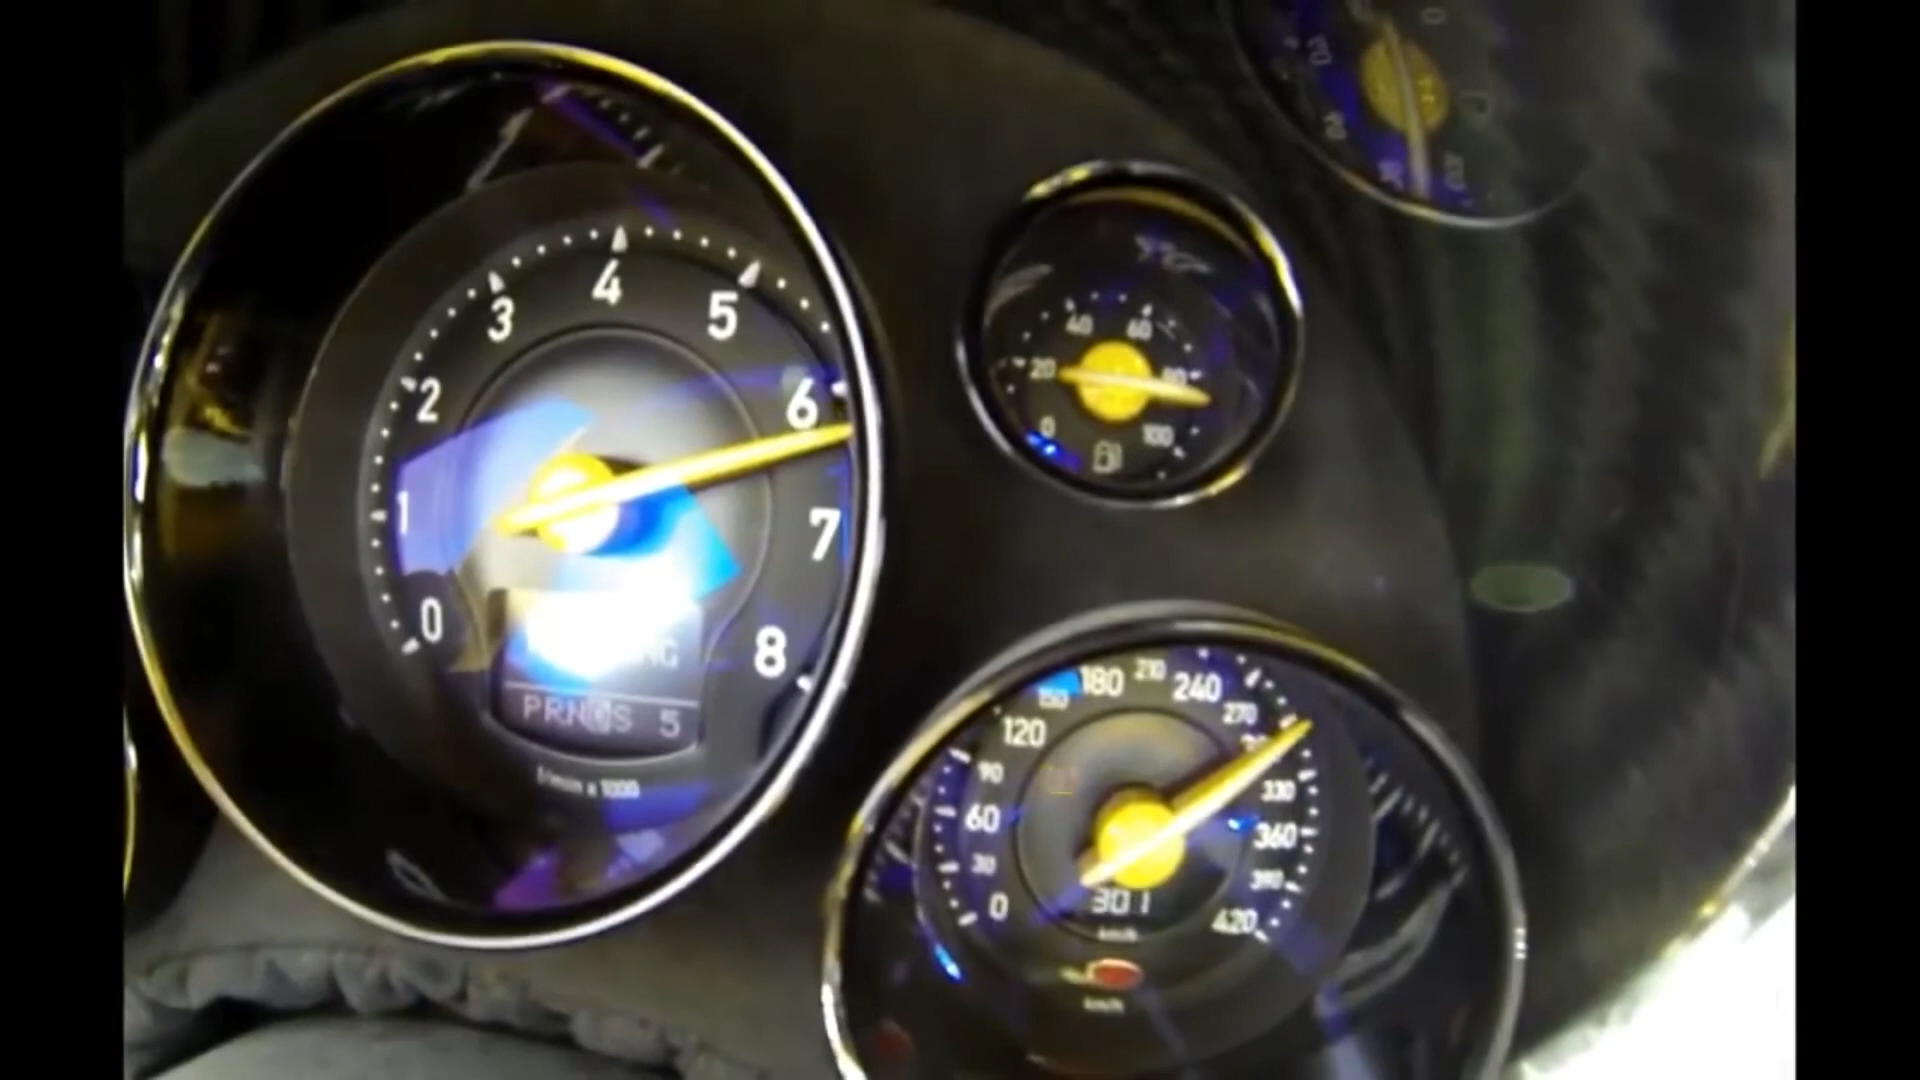 0 1 2 3 4 5 6 7 8
PRNDS 5
1/min x 1000
0 20 40 60 80 100
0 30 60 90 120 150 180 210 240 270 330 360 390 420
301
km/h
km/h